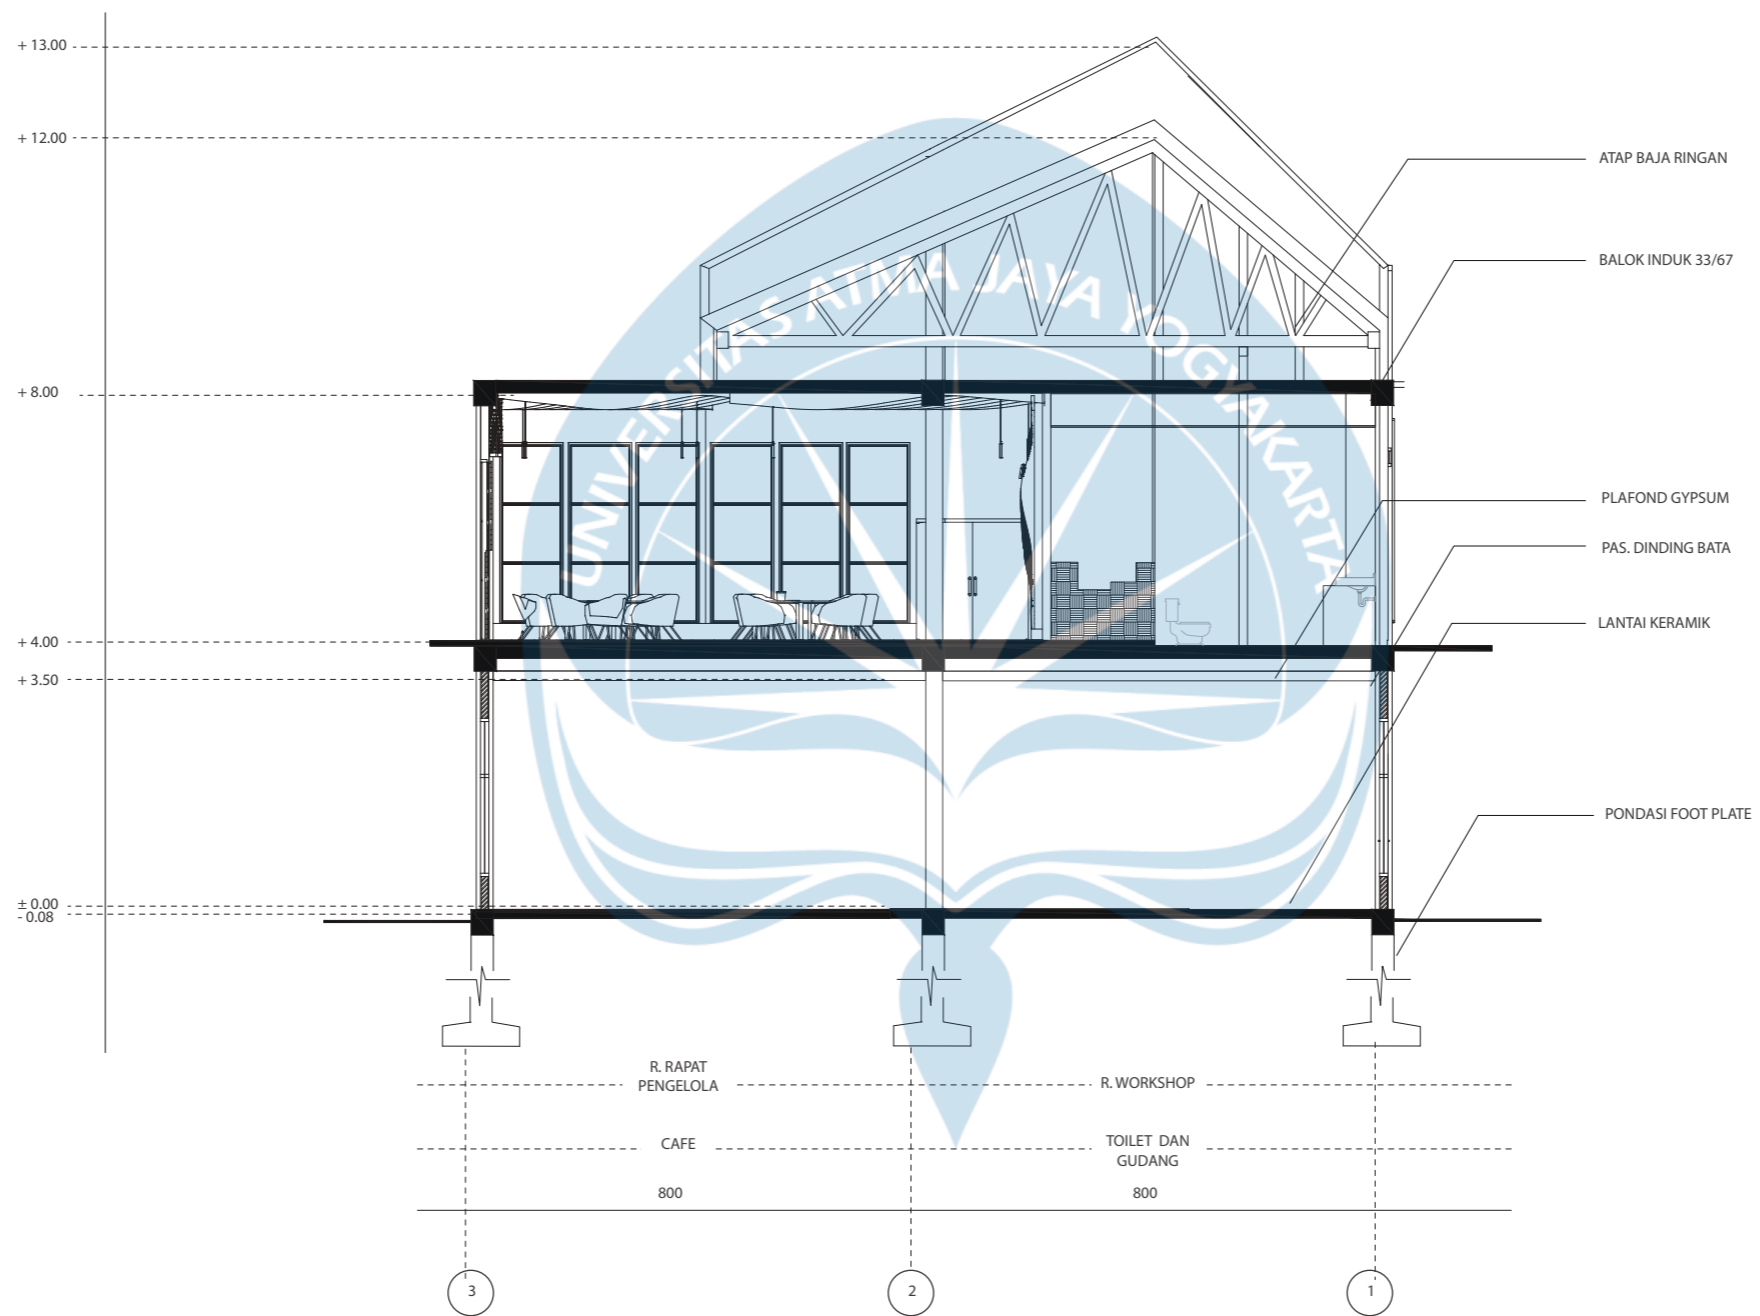 + 13.00
+ 12.00
ATAP BAJA RINGAN
BALOK INDUK 33/67
UNIVERSITAS ATMA JAYA YOGYAKARTA
+ 8.00
PLAFOND GYPSUM
PAS. DINDING BATA
LANTAI KERAMIK
+ 4.00
+ 3.50
PONDASI FOOT PLATE
± 0.00
- 0.08
R. RAPAT
PENGELOLA
R. WORKSHOP
CAFE
TOILET DAN
GUDANG
800
800
3
2
1